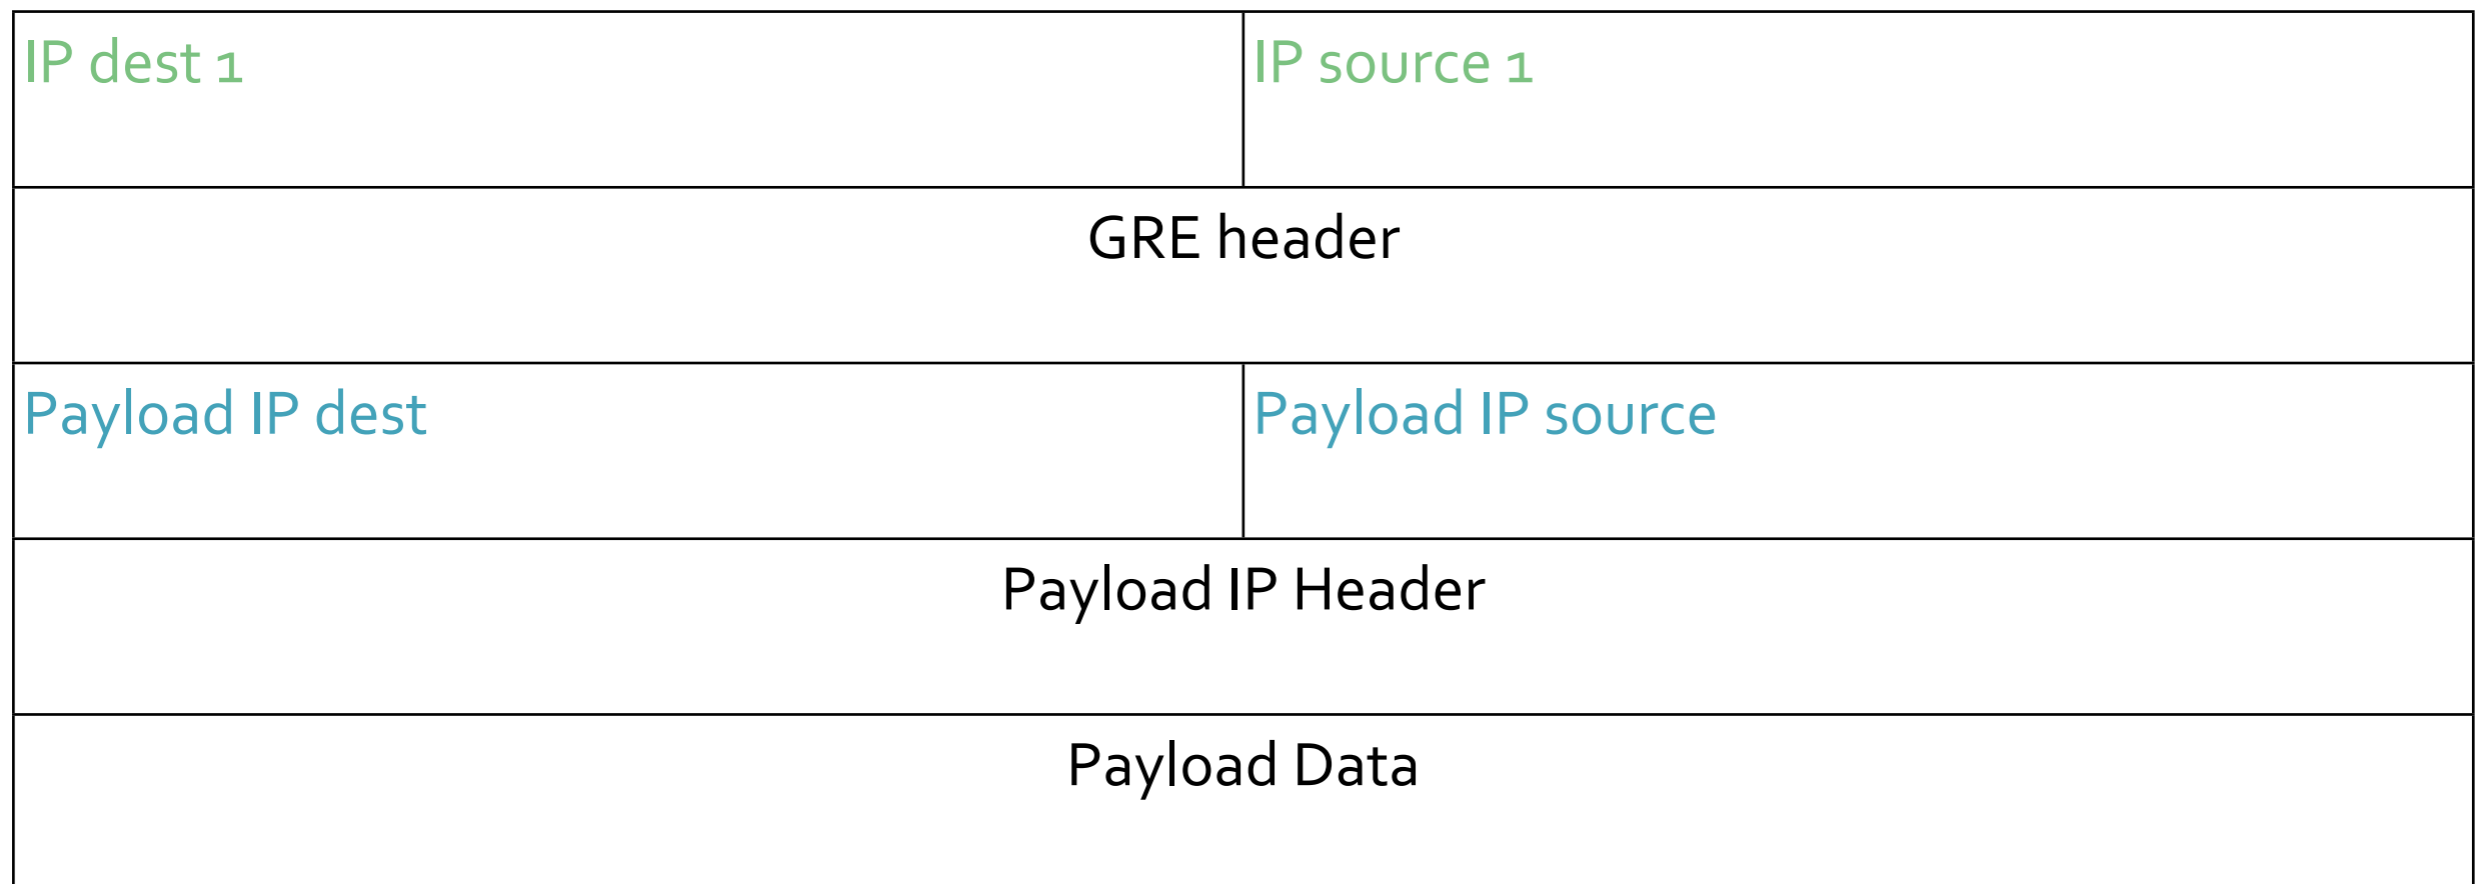 IP dest 1
IP source 1
GRE header
Payload IP dest
Payload IP source
Payload IP Header
Payload Data